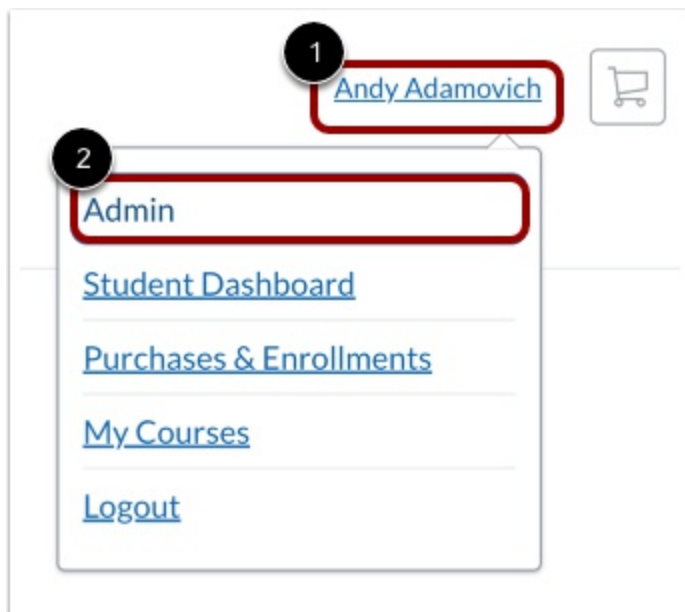 1
Andy Adamovich
2
Admin
Student Dashboard
Purchases & Enrollments
My Courses
Logout